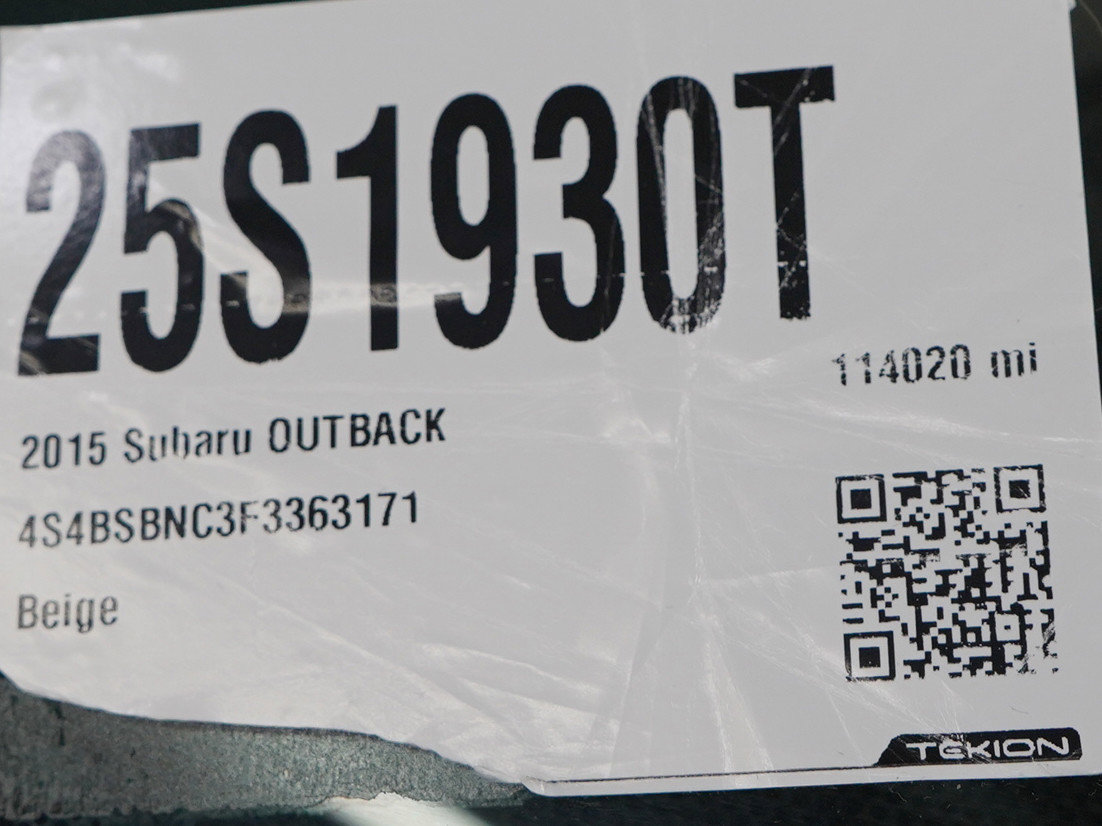 25S1930T
114020 mi
2015 Subaru OUTBACK
4S4BSBNC3F3363171
Beige
TEKION